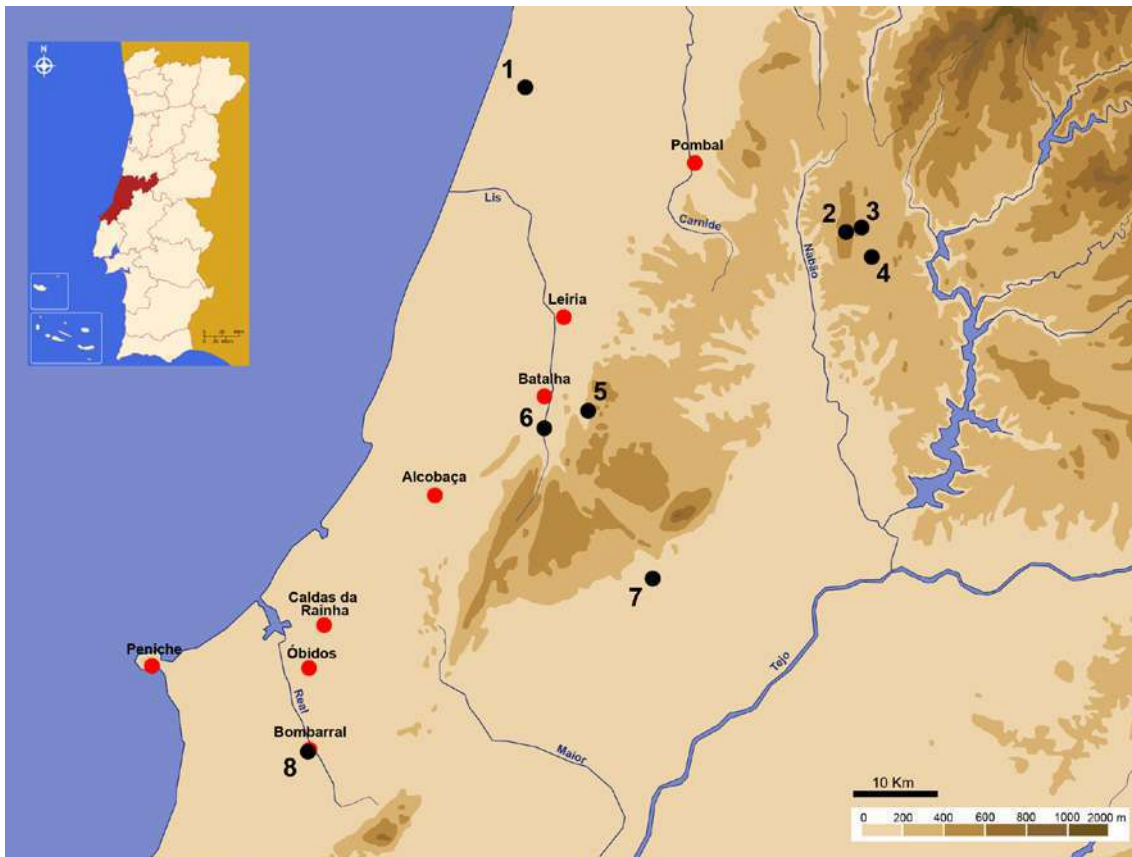 N
1
Pombal
Lis
Carnide
2
3
Nabão
4
Leiria
Batalha
5
6
Alcobaça
7
Caldas da
Rainha
Peniche
Óbidos
Tejo
Real
Bombarral
8
Maior
10 Km
0 200 400 600 800 1000 2000 m